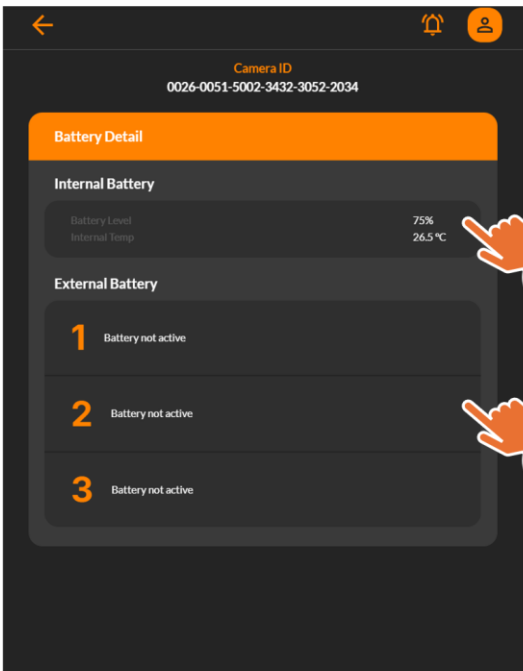 Camera ID
0026-0051-5002-3432-3052-2034
Battery Detail
Internal Battery
Battery Level 75%
Internal Temp 26.5 °C
External Battery
1 Battery not active
2 Battery not active
3 Battery not active